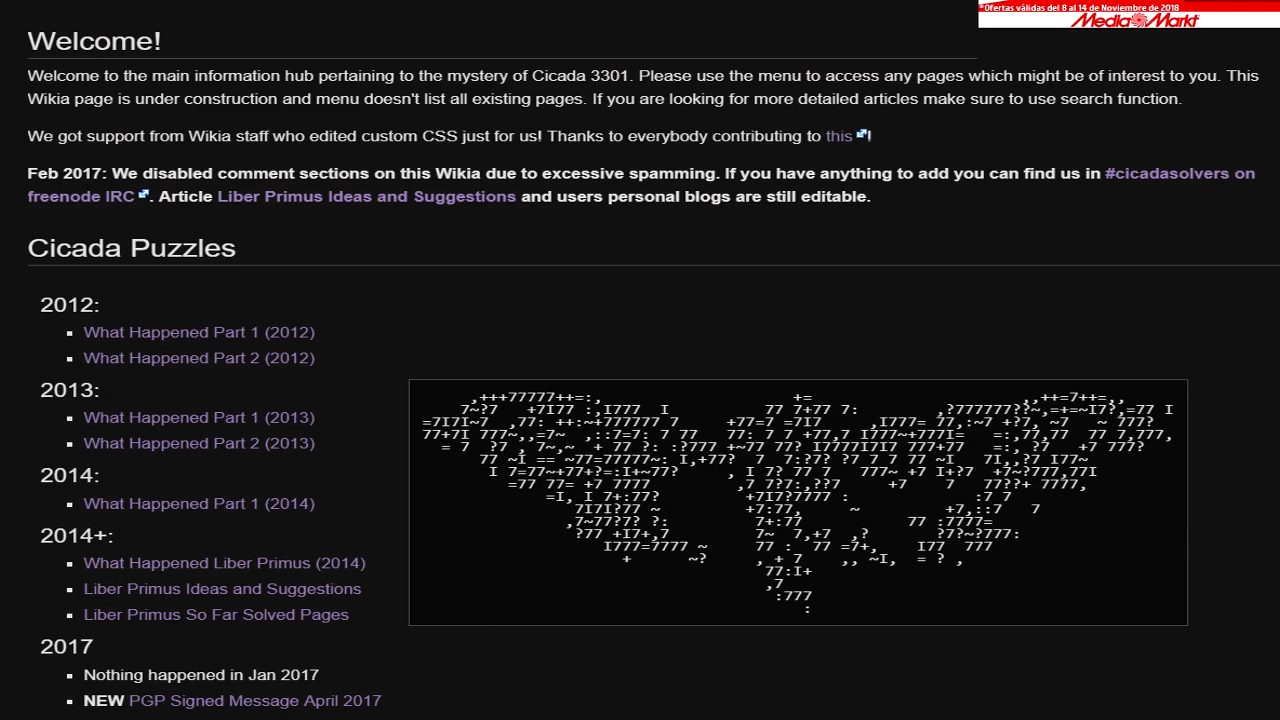 *Ofertas válidas del 8 al 14 de Noviembre de 2018
Media Markt
Welcome!
Welcome to the main information hub pertaining to the mystery of Cicada 3301. Please use the menu to access any pages which might be of interest to you. This
Wikia page is under construction and menu doesn't list all existing pages. If you are looking for more detailed articles make sure to use search function.
We got support from Wikia staff who edited custom CSS just for us! Thanks to everybody contributing to this !
Feb 2017: We disabled comment sections on this Wikia due to excessive spamming. If you have anything to add you can find us in #cicadasolvers on
freenode IRC . Article Liber Primus Ideas and Suggestions and users personal blogs are still editable.
Cicada Puzzles
2012:
▪ What Happened Part 1 (2012)
▪ What Happened Part 2 (2012)
2013:
▪ What Happened Part 1 (2013)
▪ What Happened Part 2 (2013)
2014:
▪ What Happened Part 1 (2014)
2014+:
▪ What Happened Liber Primus (2014)
▪ Liber Primus Ideas and Suggestions
▪ Liber Primus So Far Solved Pages
2017
▪ Nothing happened in Jan 2017
▪ NEW PGP Signed Message April 2017